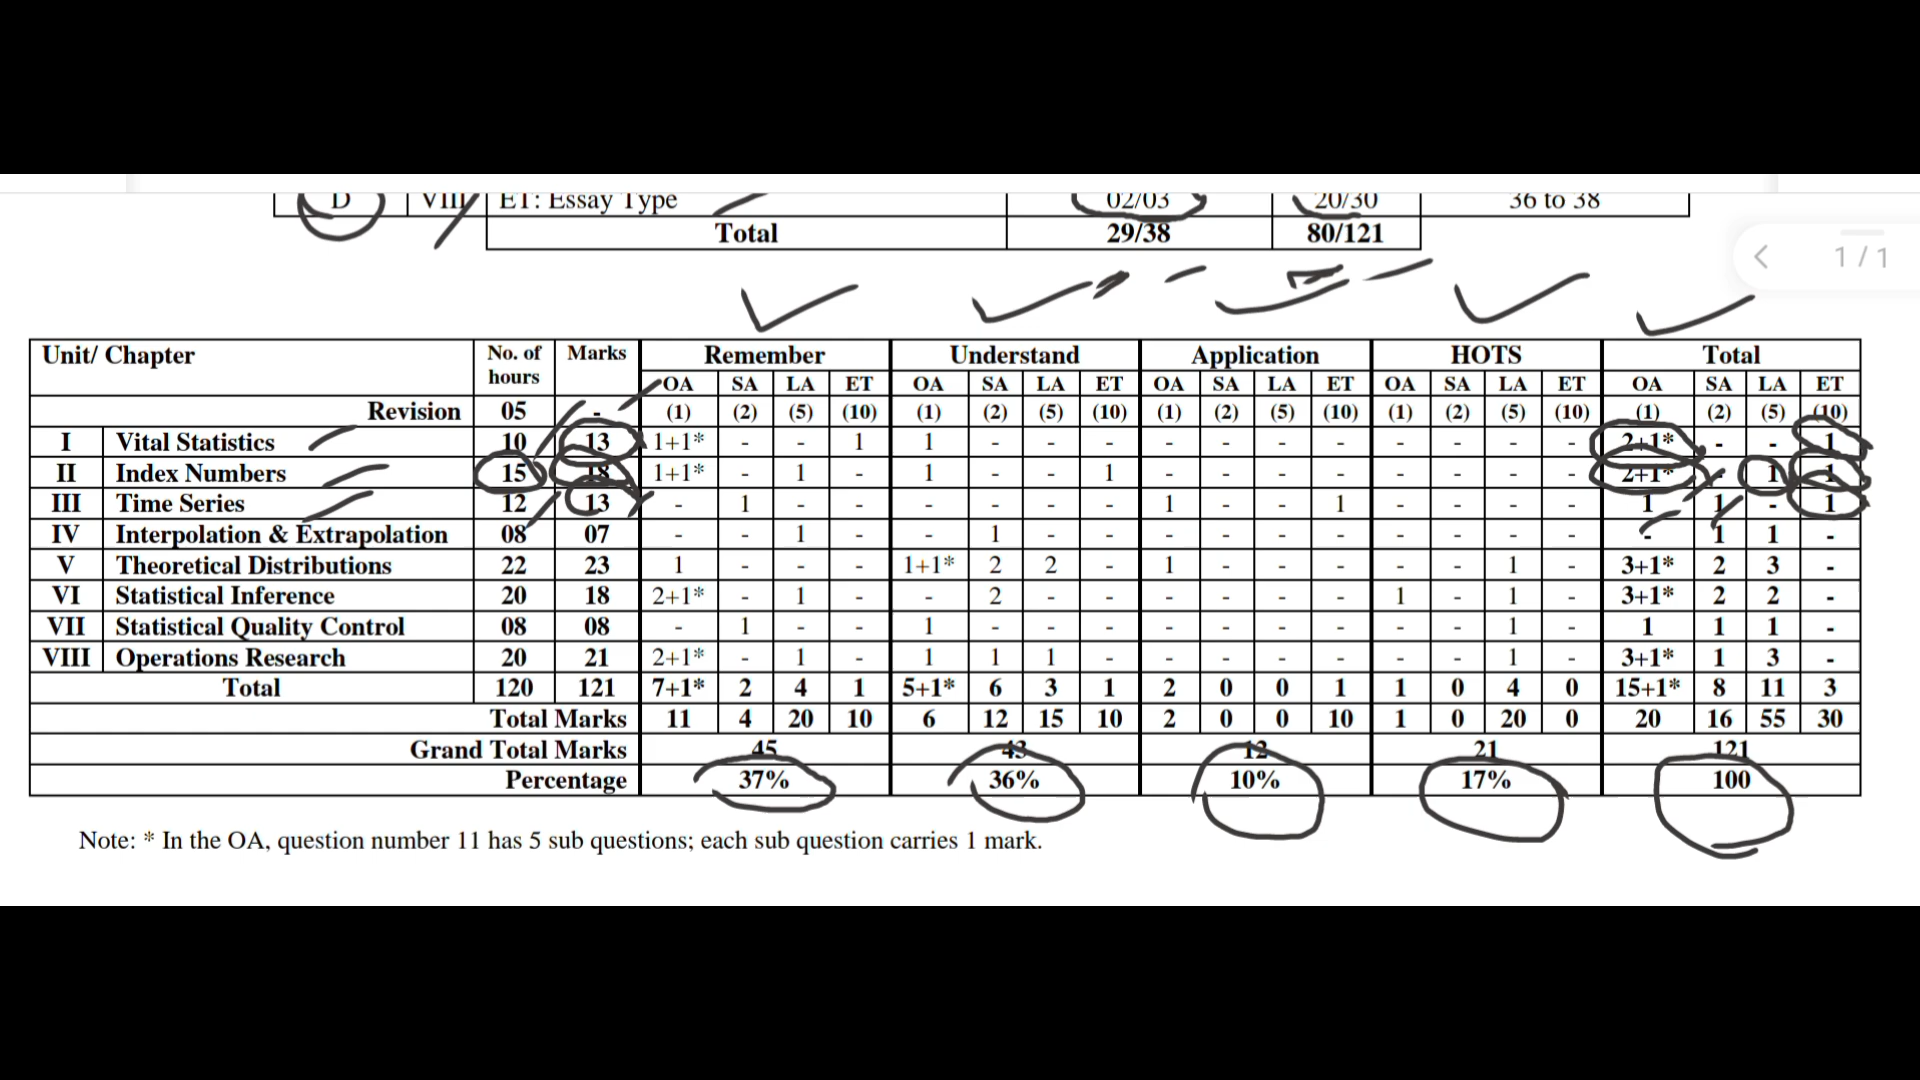 D VIII ET: Essay Type 02/03 20/30 36 to 38
Total 29/38 80/121
1 / 1
Unit/ Chapter No. of hours Marks Remember Understand Application HOTS Total
OA SA LA ET OA SA LA ET OA SA LA ET OA SA LA ET OA SA LA ET
Revision 05 - (1) (2) (5) (10) (1) (2) (5) (10) (1) (2) (5) (10) (1) (2) (5) (10) (1) (2) (5) (10)
I Vital Statistics 10 13 1+1* - - 1 1 - - - - - - - - - - - 2+1* - - 1
II Index Numbers 15 18 1+1* - 1 - 1 - - 1 - - - - - - - - 2+1* - 1 1
III Time Series 12 13 - 1 - - - - - - 1 - - 1 - - - - 1 1 - 1
IV Interpolation & Extrapolation 08 07 - - 1 - - 1 - - - - - - - - - - - 1 1 -
V Theoretical Distributions 22 23 1 - - - 1+1* 2 2 - 1 - - - - - 1 - 3+1* 2 3 -
VI Statistical Inference 20 18 2+1* - 1 - - 2 - - - - - - 1 - 1 - 3+1* 2 2 -
VII Statistical Quality Control 08 08 - 1 - - 1 - - - - - - - - - 1 - 1 1 1 -
VIII Operations Research 20 21 2+1* - 1 - 1 1 1 - - - - - - - 1 - 3+1* 1 3 -
Total 120 121 7+1* 2 4 1 5+1* 6 3 1 2 0 0 1 1 0 4 0 15+1* 8 11 3
Total Marks 11 4 20 10 6 12 15 10 2 0 0 10 1 0 20 0 20 16 55 30
Grand Total Marks 45 43 12 21 121
Percentage 37% 36% 10% 17% 100
Note: * In the OA, question number 11 has 5 sub questions; each sub question carries 1 mark.